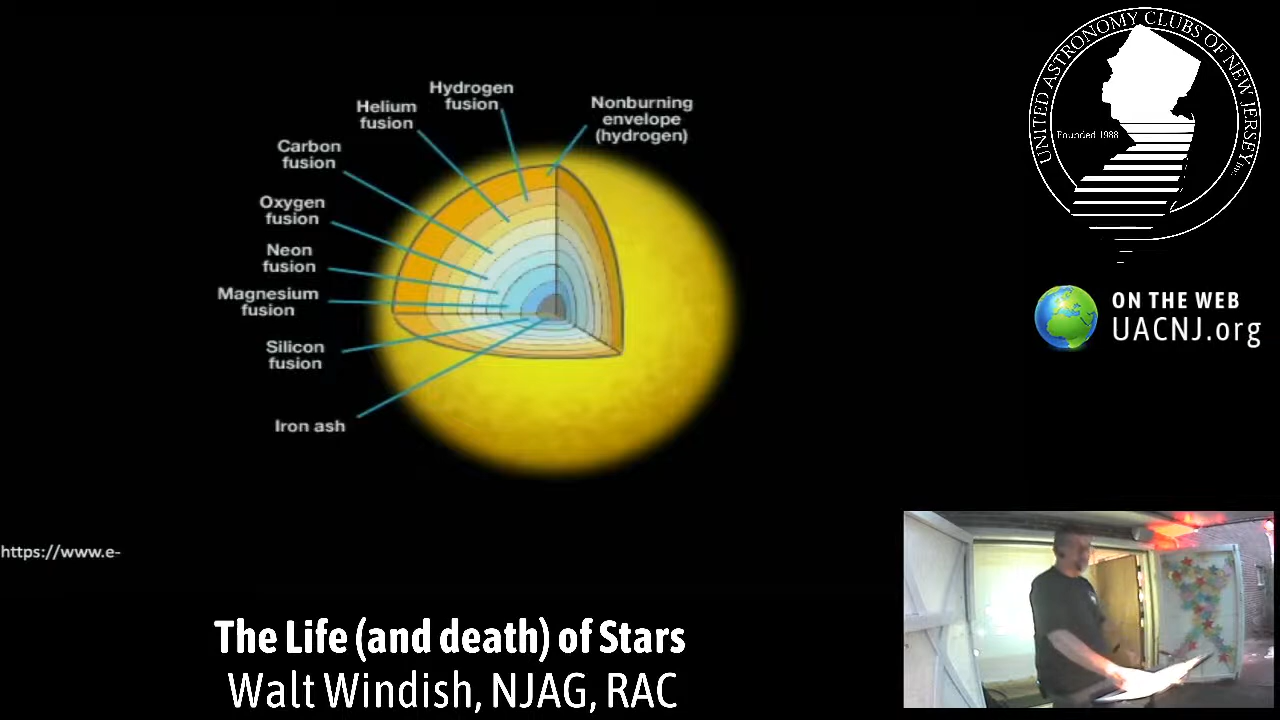 Hydrogen
fusion
Helium
fusion
Nonburning
envelope
(hydrogen)
Carbon
fusion
Oxygen
fusion
Neon
fusion
Magnesium
fusion
Silicon
fusion
Iron ash
https://www.e-
The Life (and death) of Stars
Walt Windish, NJAG, RAC
UNITED ASTRONOMY CLUBS OF NEW JERSEY Inc.
Founded 1988
ON THE WEB
UACNJ.org